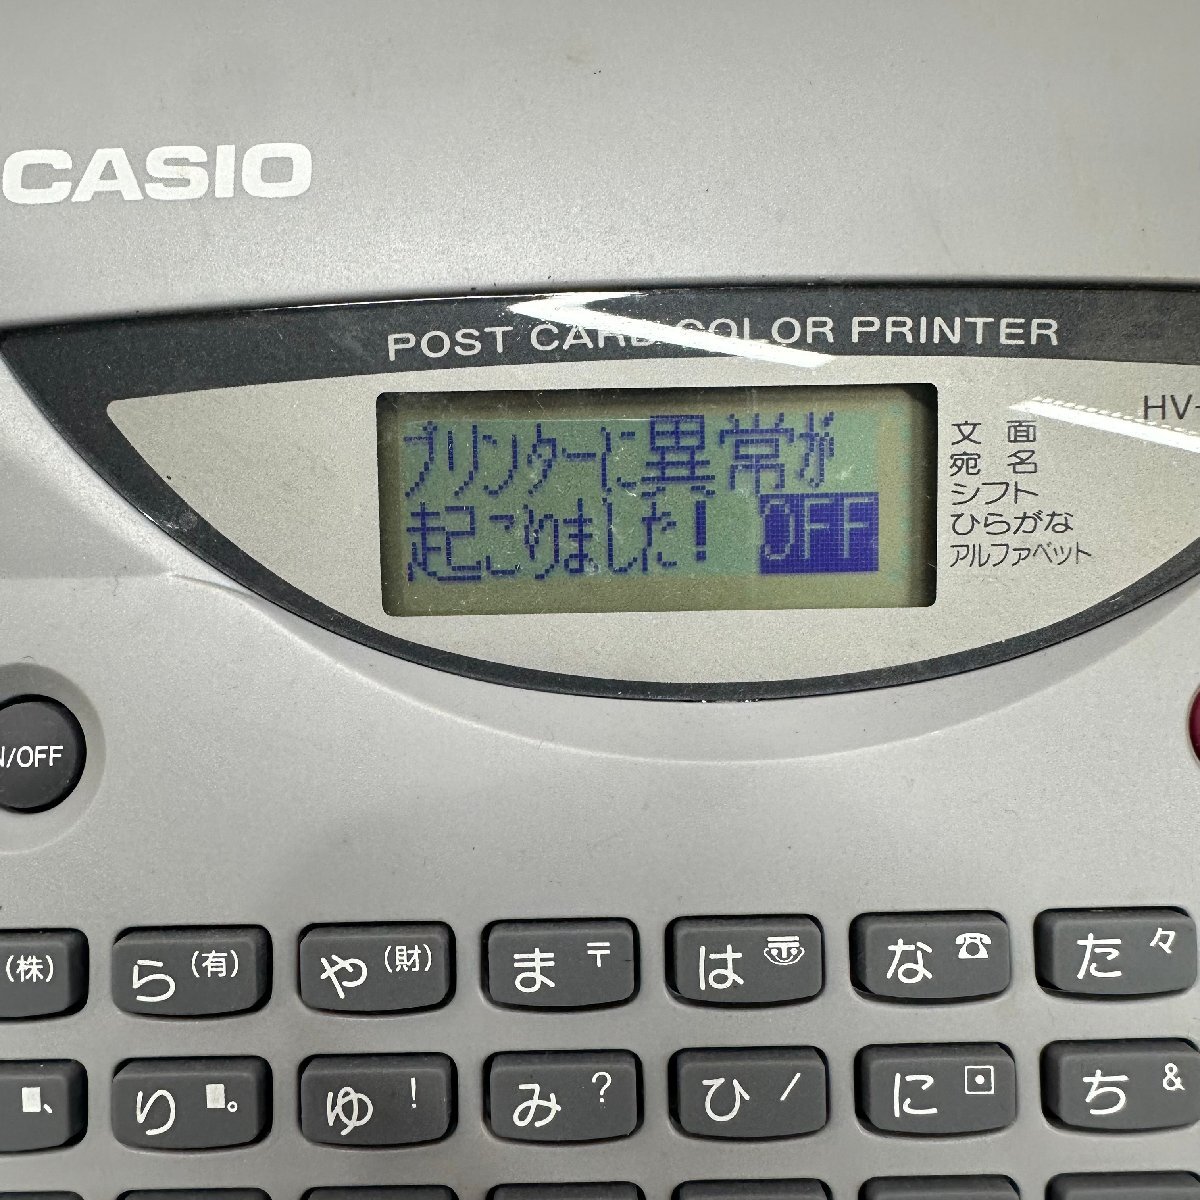 CASIO
POST CARD COLOR PRINTER
HV-
プリンターに異常が
起こりました! OFF
文面
宛名
シフト
ひらがな
アルファベット
N/OFF
(株)
ら (有)
や (財)
ま 〒
は 〠
な ☎
た 々
、
り 。
ゆ !
み ?
ひ /
に
ち &